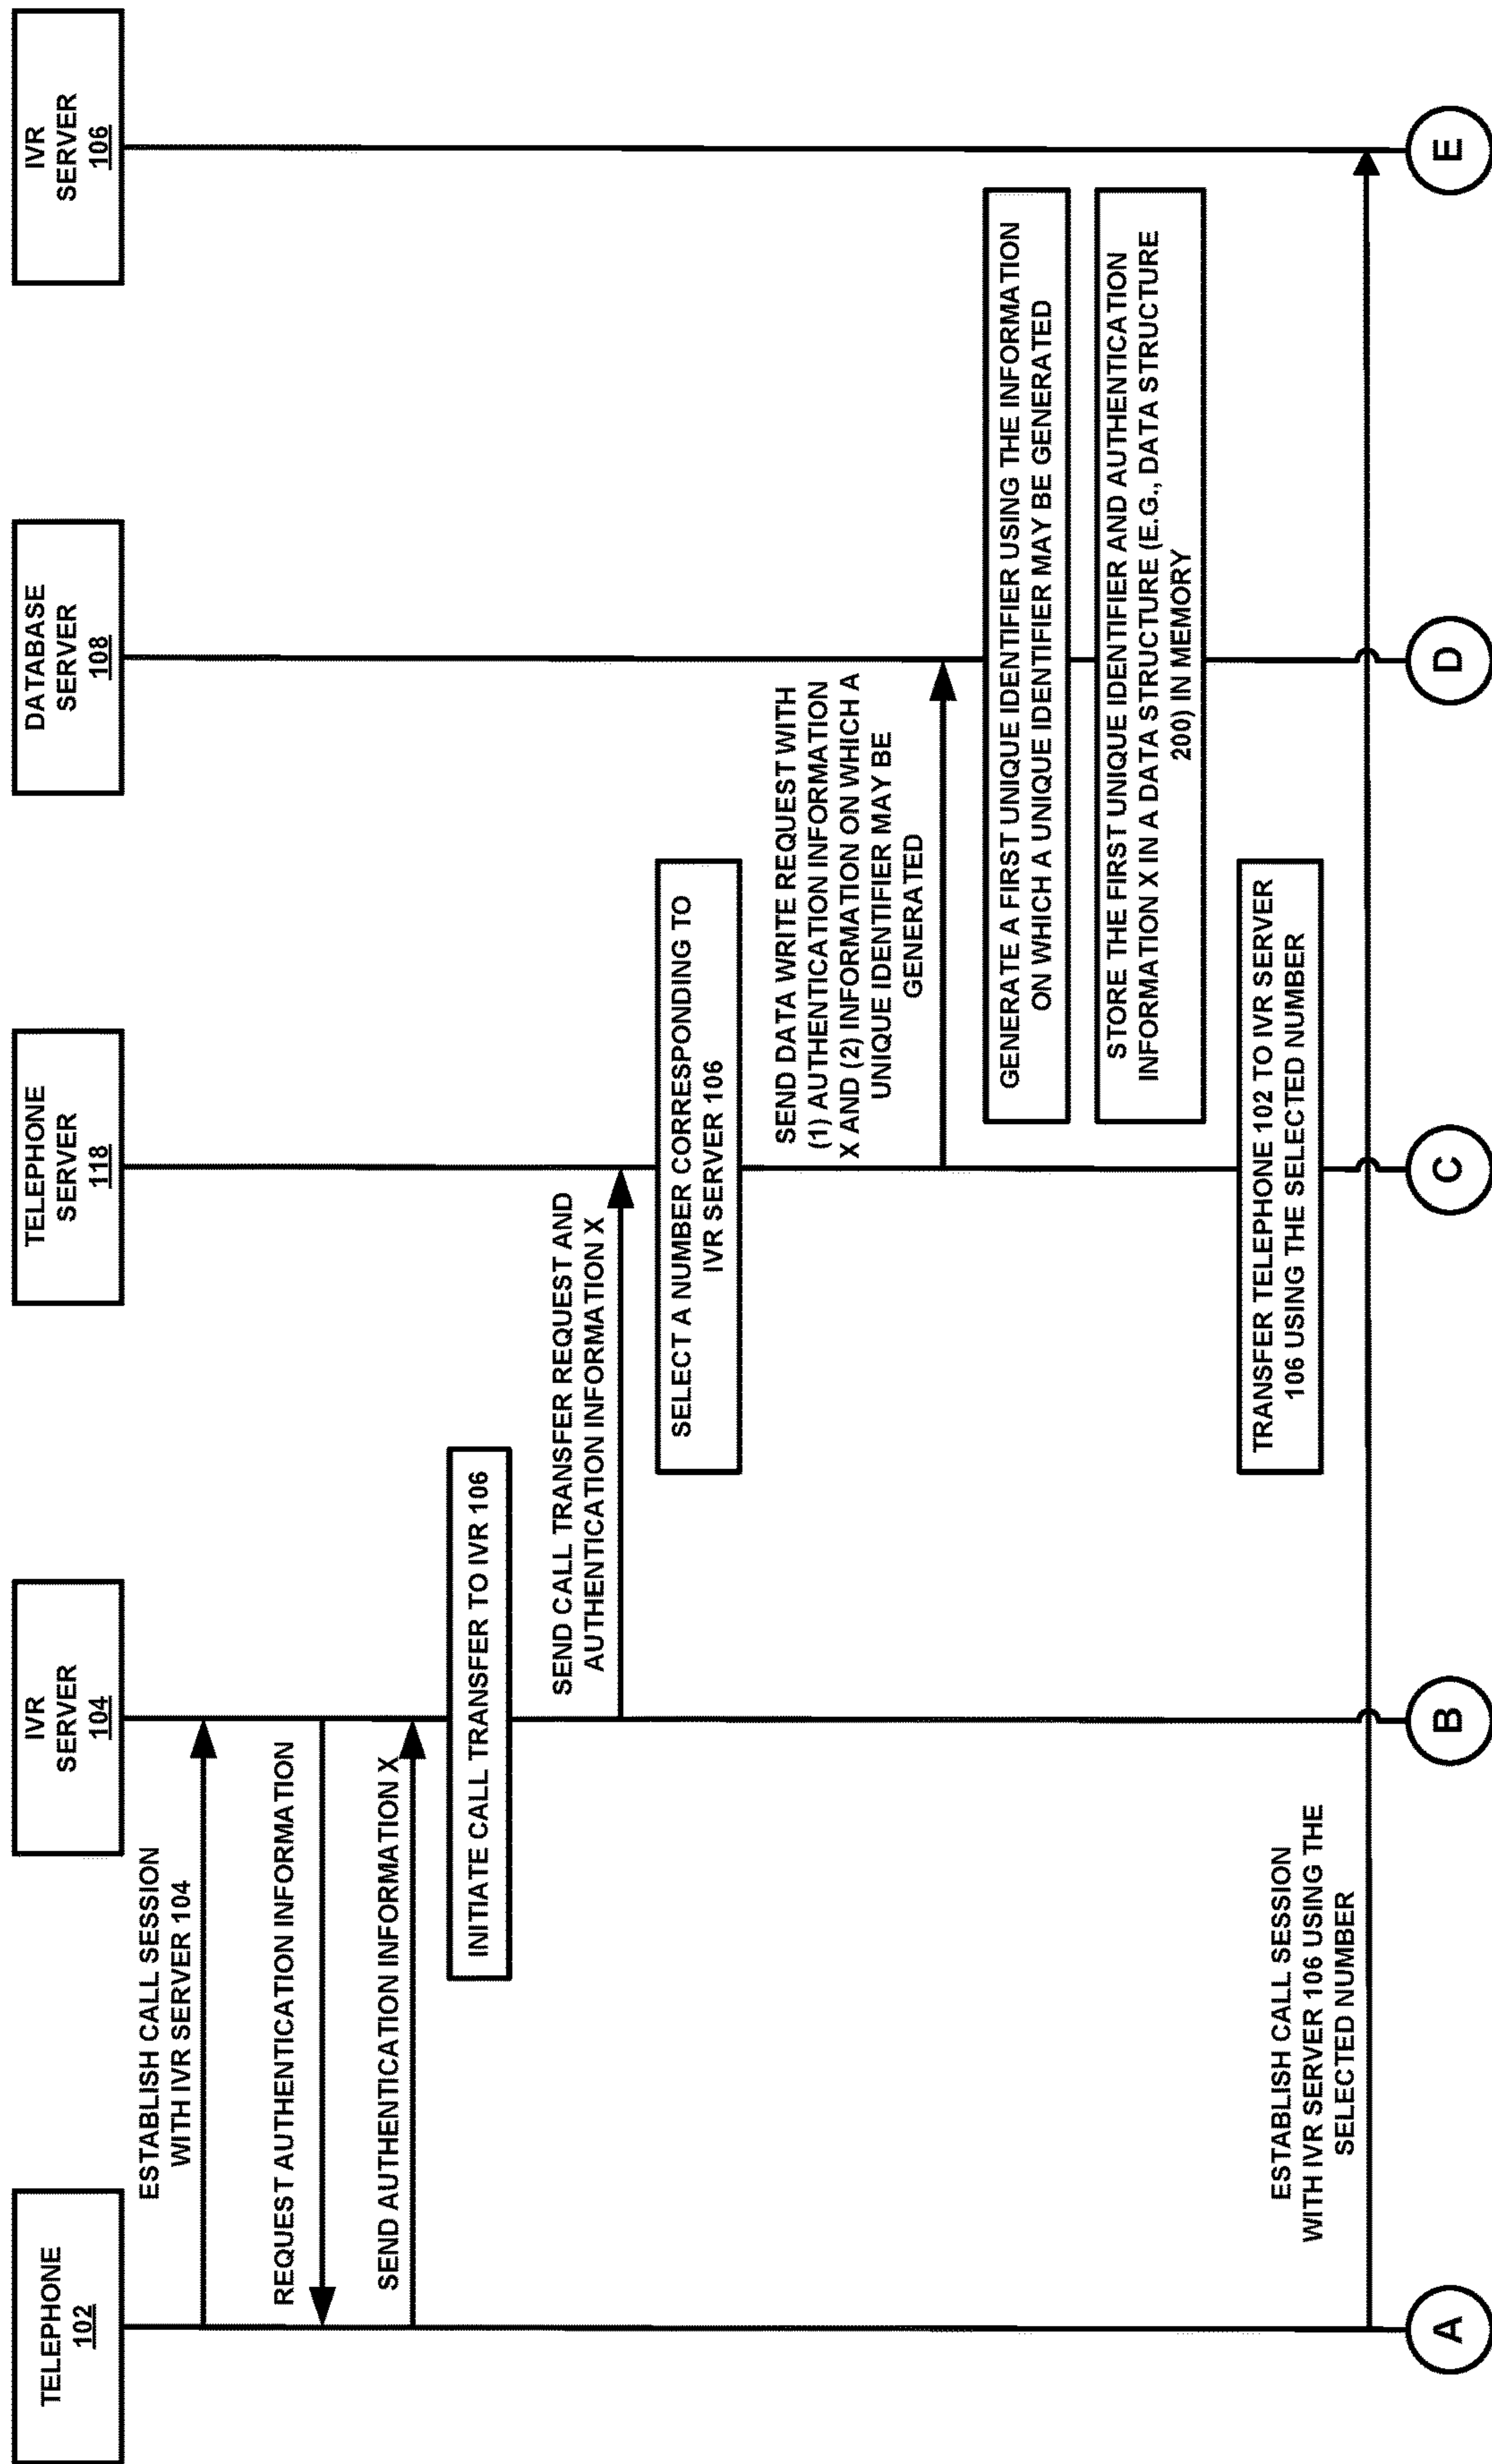 TELEPHONE
102
IVR
SERVER
104
TELEPHONE
SERVER
118
DATABASE
SERVER
108
IVR
SERVER
106
ESTABLISH CALL SESSION
WITH IVR SERVER 104
REQUEST AUTHENTICATION INFORMATION
SEND AUTHENTICATION INFORMATION X
INITIATE CALL TRANSFER TO IVR 106
SEND CALL TRANSFER REQUEST AND
AUTHENTICATION INFORMATION X
SELECT A NUMBER CORRESPONDING TO
IVR SERVER 106
SEND DATA WRITE REQUEST WITH
(1) AUTHENTICATION INFORMATION
X AND (2) INFORMATION ON WHICH A
UNIQUE IDENTIFIER MAY BE
GENERATED
GENERATE A FIRST UNIQUE IDENTIFIER USING THE INFORMATION
ON WHICH A UNIQUE IDENTIFIER MAY BE GENERATED
STORE THE FIRST UNIQUE IDENTIFIER AND AUTHENTICATION
INFORMATION X IN A DATA STRUCTURE (E.G., DATA STRUCTURE
200) IN MEMORY
TRANSFER TELEPHONE 102 TO IVR SERVER
106 USING THE SELECTED NUMBER
ESTABLISH CALL SESSION
WITH IVR SERVER 106 USING THE
SELECTED NUMBER
A
B
C
D
E